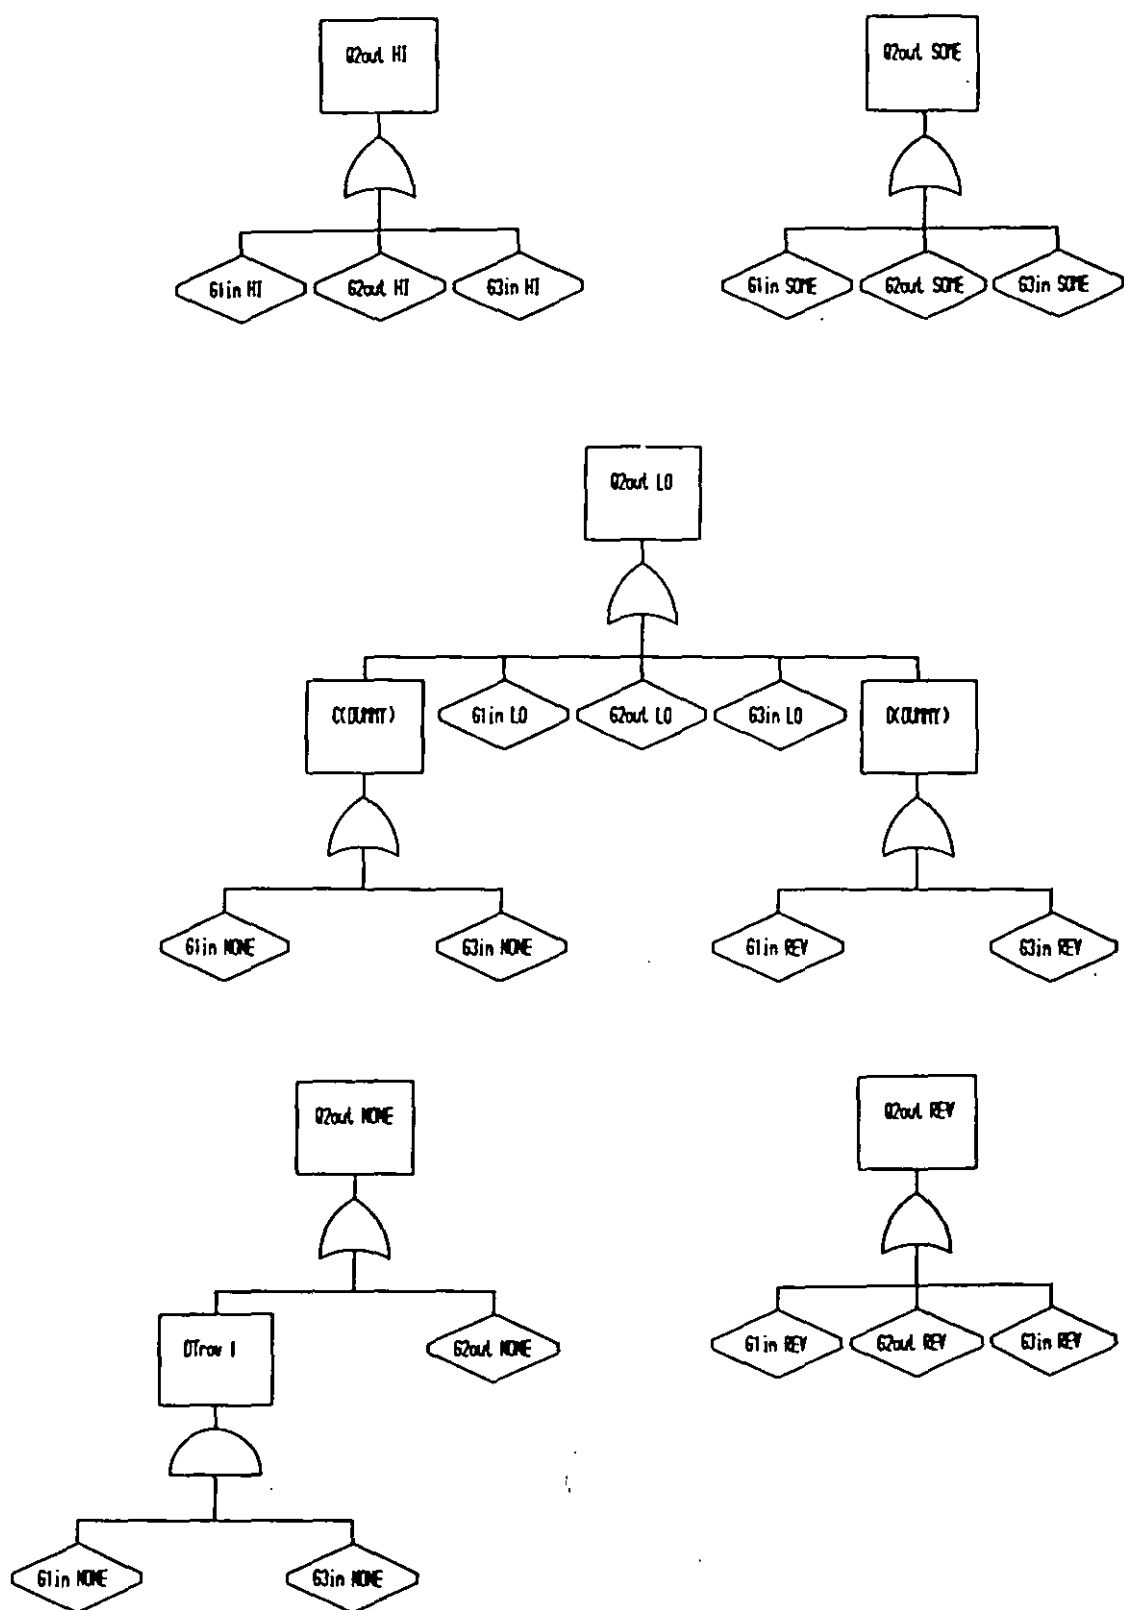 Q2out HI
Q2out SOME
G1in HI
G2out HI
G3in HI
G1in SOME
G2out SOME
G3in SOME
Q2out LO
C(DUMMY)
G1in LO
G2out LO
G3in LO
D(DUMMY)
G1in NONE
G3in NONE
G1in REV
G3in REV
Q2out NONE
Q2out REV
DTrow 1
G2out NONE
G1in REV
G2out REV
G3in REV
G1in NONE
G3in NONE